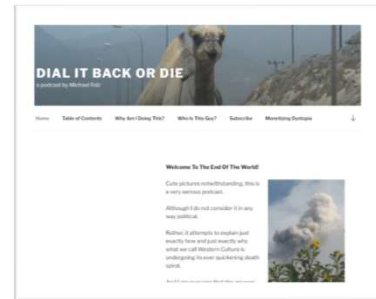 DIAL IT BACK OR DIE
a podcast by Michael Folz
Home Table of Contents Why Am I Doing This? Who Is This Guy? Subscribe Monetizing Dystopia
Welcome To The End Of The World!
Cute pictures notwithstanding, this is
a very serious podcast.
Although I do not consider it in any
way political.
Rather, it attempts to explain just
exactly how and just exactly why
what we call Western Culture is
undergoing its ever quickening death
spiral.